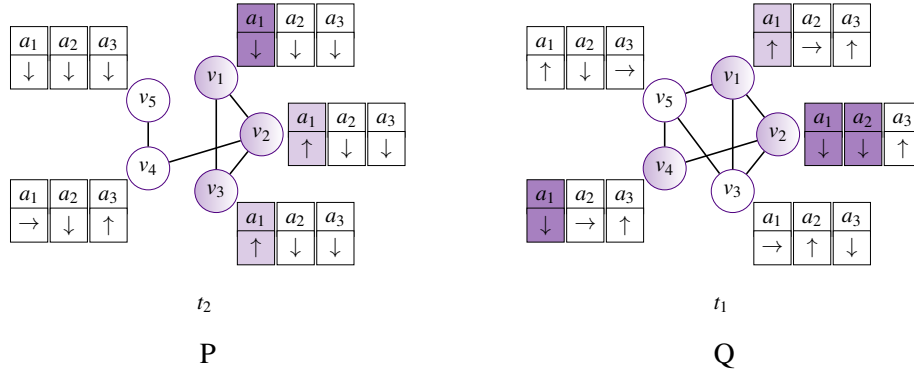 a1 a2 a3
↓ ↓ ↓
a1 a2 a3
↓ ↓ ↓
v1
v5
v2
a1 a2 a3
↑ ↓ ↓
v4
v3
a1 a2 a3
→ ↓ ↑
a1 a2 a3
↑ ↓ ↓
t2
P
a1 a2 a3
↑ → ↑
a1 a2 a3
↑ ↓ →
v1
v5
v2
a1 a2 a3
↓ ↓ ↑
v4
v3
a1 a2 a3
↓ → ↑
a1 a2 a3
→ ↑ ↓
t1
Q